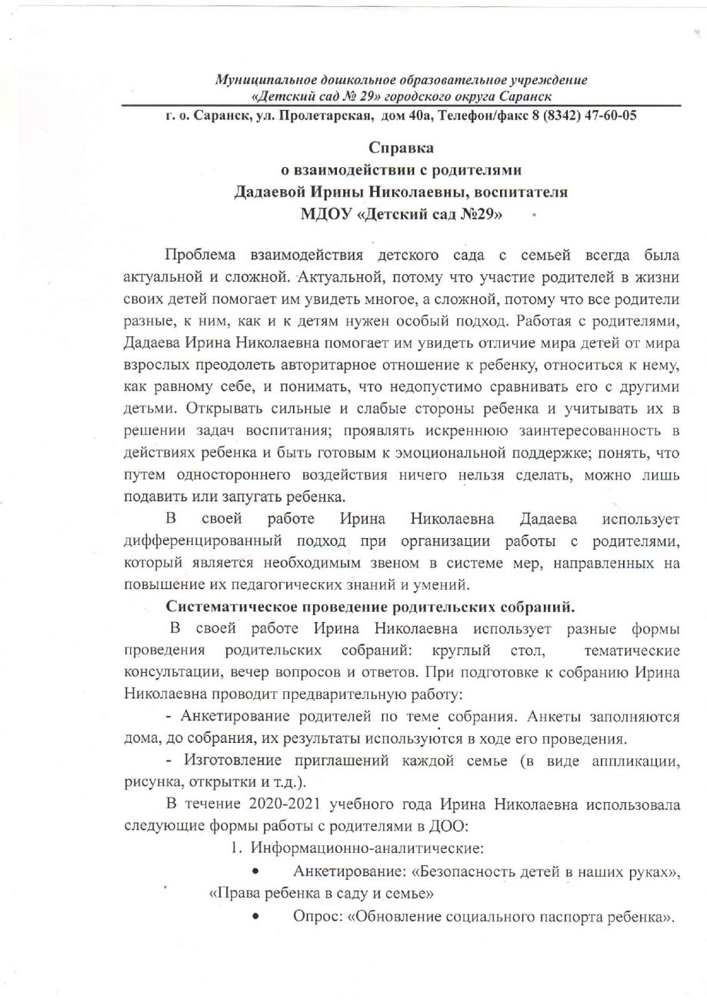 Муниципальное дошкольное образовательное учреждение
«Детский сад № 29» городского округа Саранск
г. о. Саранск, ул. Пролетарская, дом 40а, Телефон/факс 8 (8342) 47-60-05
Справка
о взаимодействии с родителями
Дадаевой Ирины Николаевны, воспитателя
МДОУ «Детский сад №29»
Проблема взаимодействия детского сада с семьей всегда была
актуальной и сложной. Актуальной, потому что участие родителей в жизни
своих детей помогает им увидеть многое, а сложной, потому что все родители
разные, к ним, как и к детям нужен особый подход. Работая с родителями,
Дадаева Ирина Николаевна помогает им увидеть отличие мира детей от мира
взрослых преодолеть авторитарное отношение к ребенку, относиться к нему,
как равному себе, и понимать, что недопустимо сравнивать его с другими
детьми. Открывать сильные и слабые стороны ребенка и учитывать их в
решении задач воспитания; проявлять искреннюю заинтересованность в
действиях ребенка и быть готовым к эмоциональной поддержке; понять, что
путем одностороннего воздействия ничего нельзя сделать, можно лишь
подавить или запугать ребенка.
В своей работе Ирина Николаевна Дадаева использует
дифференцированный подход при организации работы с родителями,
который является необходимым звеном в системе мер, направленных на
повышение их педагогических знаний и умений.
Систематическое проведение родительских собраний.
В своей работе Ирина Николаевна использует разные формы
проведения родительских собраний: круглый стол, тематические
консультации, вечер вопросов и ответов. При подготовке к собранию Ирина
Николаевна проводит предварительную работу:
- Анкетирование родителей по теме собрания. Анкеты заполняются
дома, до собрания, их результаты используются в ходе его проведения.
- Изготовление приглашений каждой семье (в виде аппликации,
рисунка, открытки и т.д.).
В течение 2020-2021 учебного года Ирина Николаевна использовала
следующие формы работы с родителями в ДОО:
1. Информационно-аналитические:
• Анкетирование: «Безопасность детей в наших руках»,
«Права ребенка в саду и семье»
• Опрос: «Обновление социального паспорта ребенка».